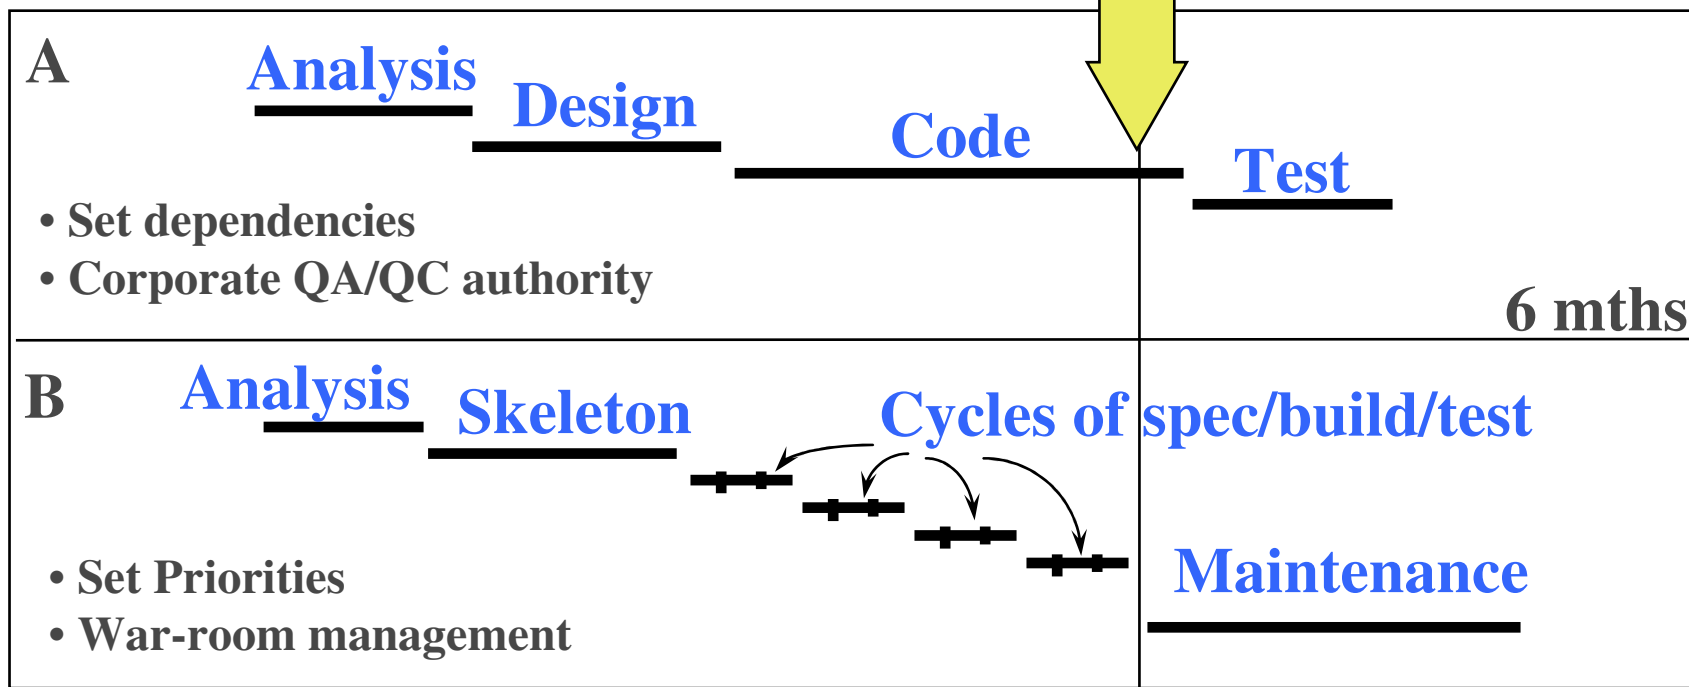 A
Analysis
Design
Code
Test
• Set dependencies
• Corporate QA/QC authority
6 mths
B
Analysis
Skeleton
Cycles of spec/build/test
• Set Priorities
• War-room management
Maintenance